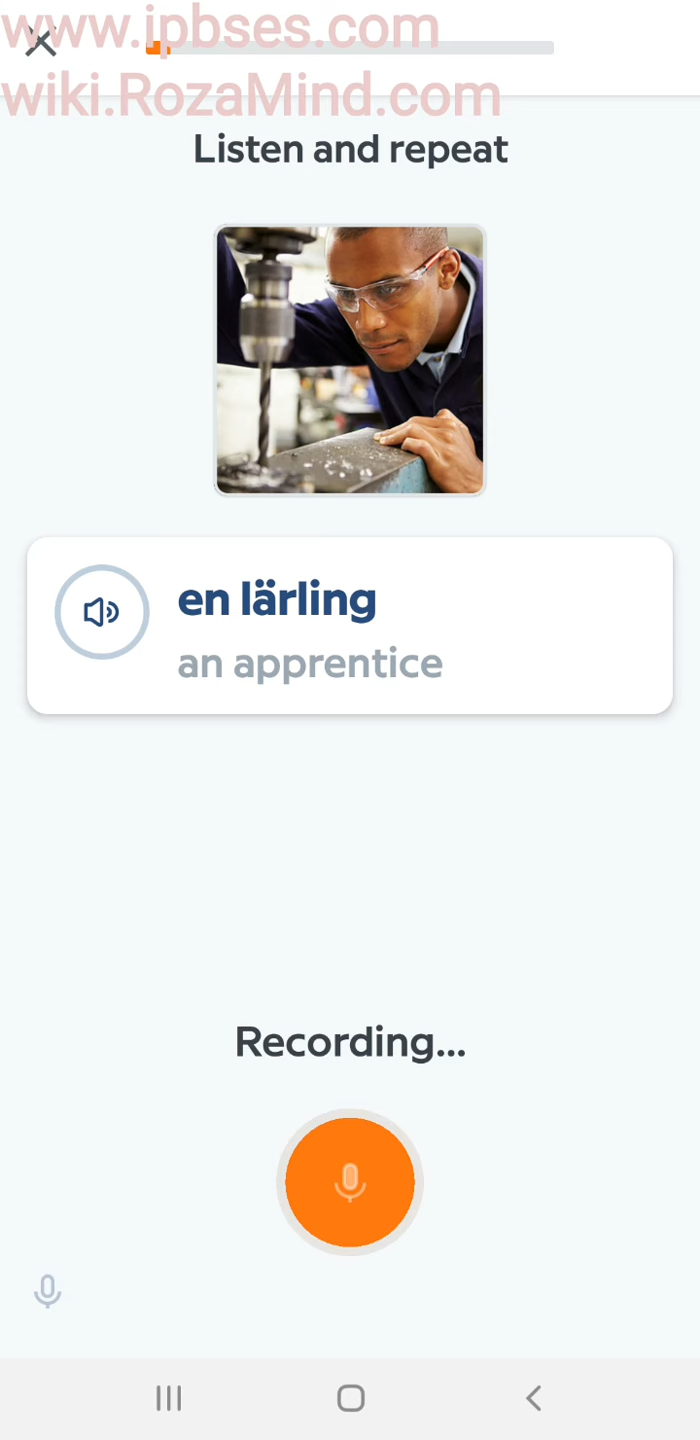 www.ipbses.com
wiki.RozaMind.com
Listen and repeat
en lärling
an apprentice
Recording...